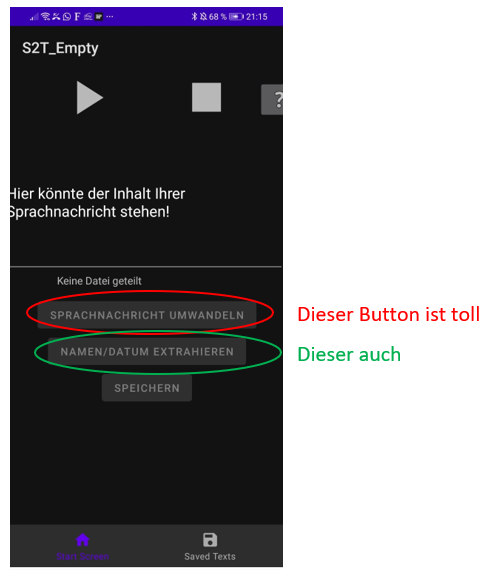 68 % 21:15
S2T_Empty
?
Hier könnte der Inhalt Ihrer
Sprachnachricht stehen!
Keine Datei geteilt
SPRACHNACHRICHT UMWANDELN
Dieser Button ist toll
NAMEN/DATUM EXTRAHIEREN
Dieser auch
SPEICHERN
Start Screen
Saved Texts